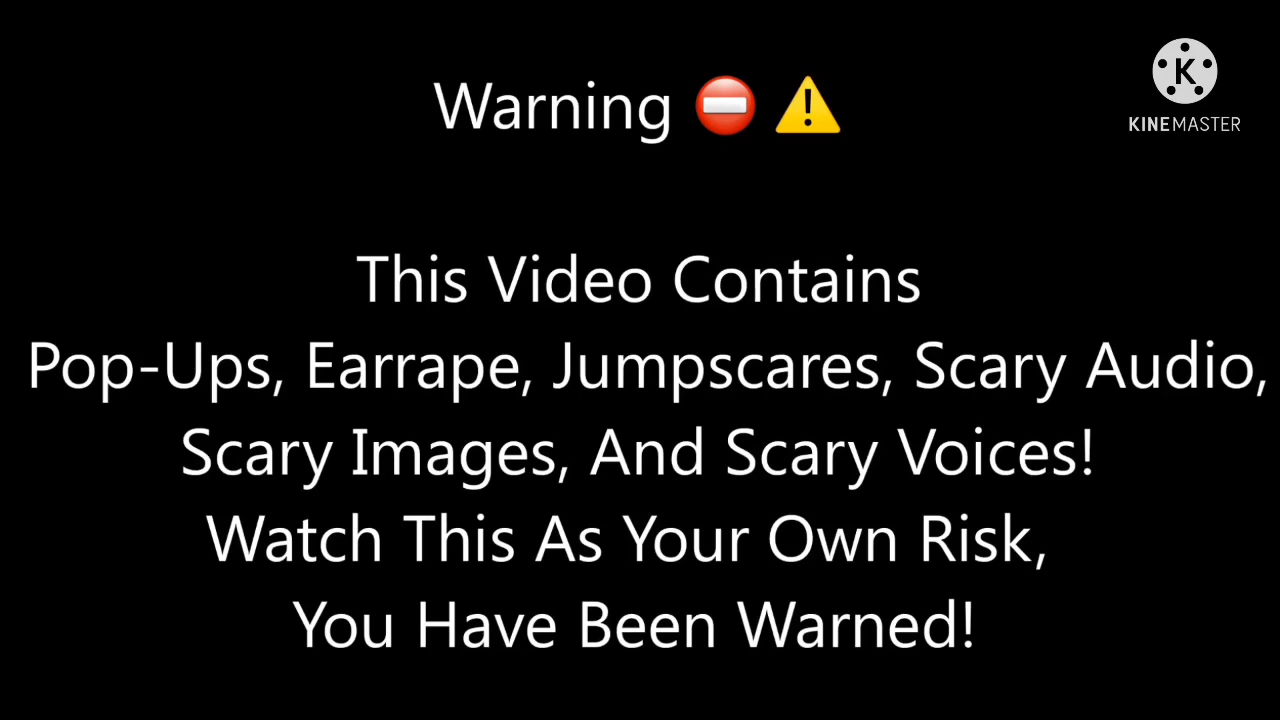 Warning ⛔ ⚠️
K
KINEMASTER
This Video Contains
Pop-Ups, Earrape, Jumpscares, Scary Audio,
Scary Images, And Scary Voices!
Watch This As Your Own Risk,
You Have Been Warned!